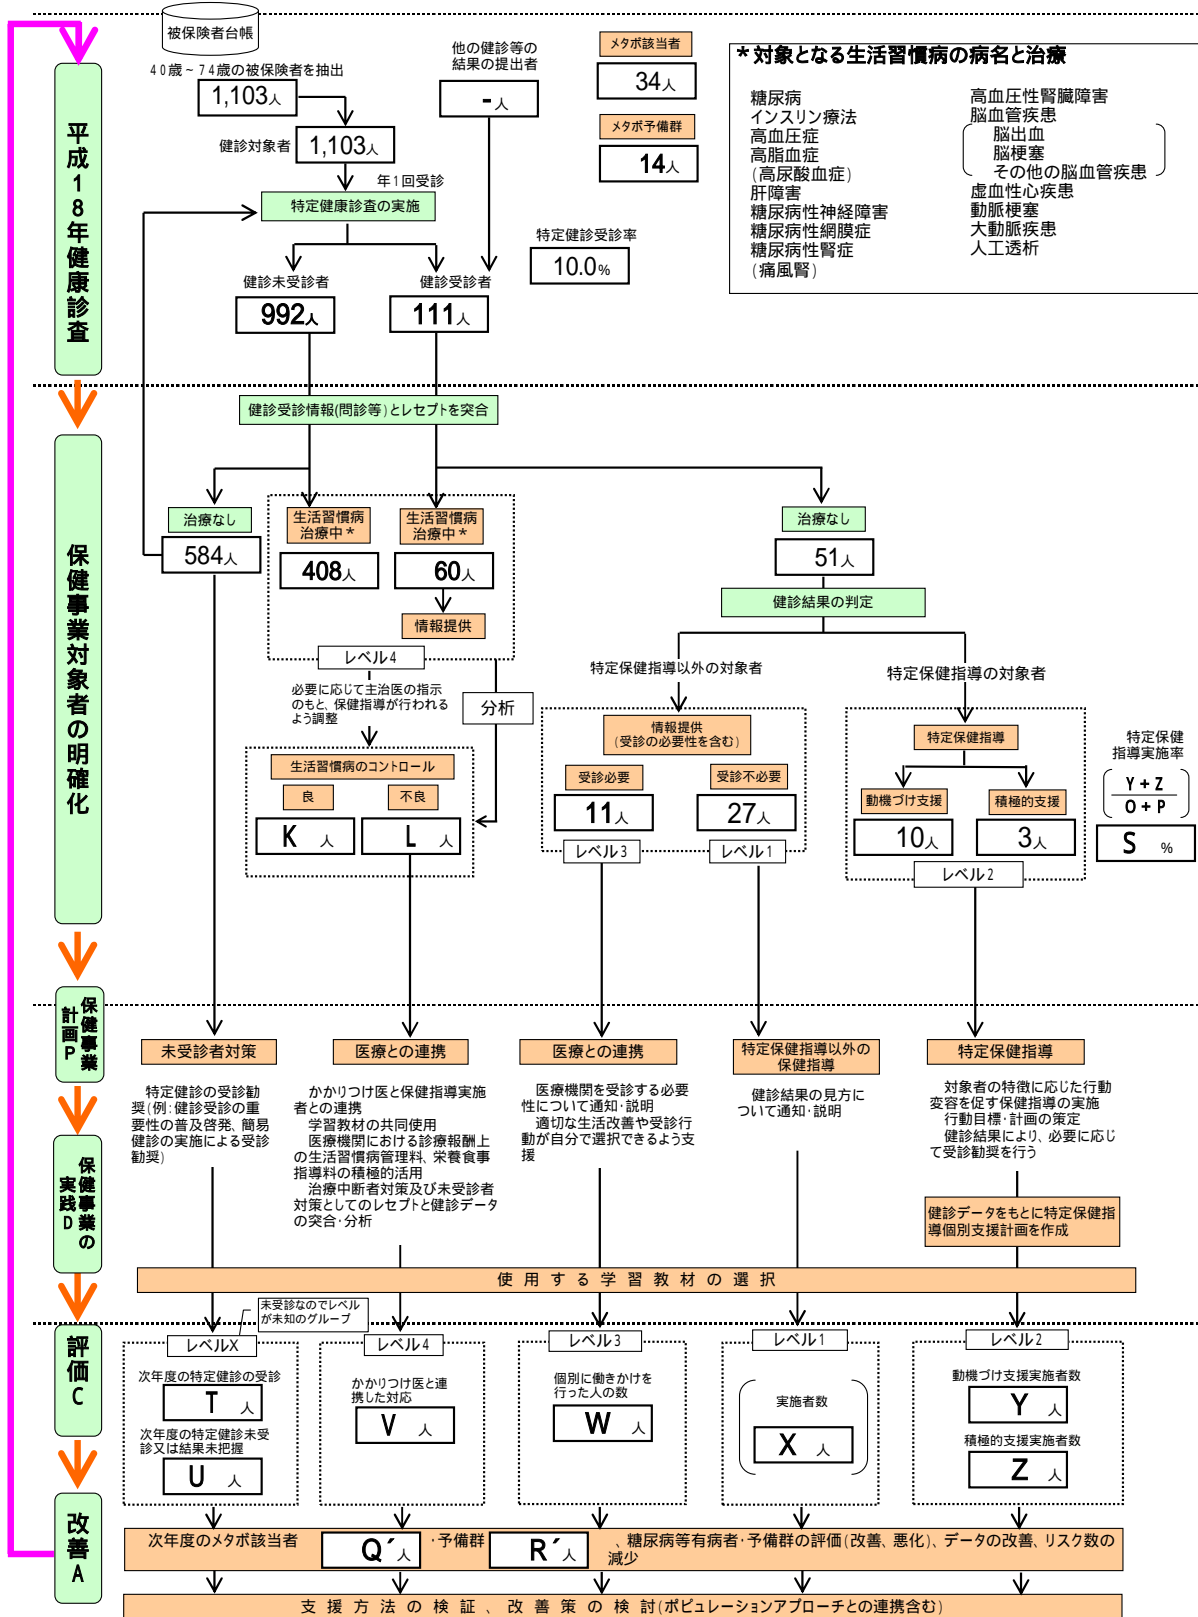 被保険者台帳
40歳~74歳の被保険者を抽出
1,103人
健診対象者
1,103人
年1回受診
特定健康診査の実施
他の健診等の
結果の提出者
-人
メタボ該当者
34人
メタボ予備群
14人
特定健診受診率
10.0%
健診未受診者
992人
健診受診者
111人
*対象となる生活習慣病の病名と治療
糖尿病
インスリン療法
高血圧症
高脂血症
(高尿酸血症)
肝障害
糖尿病性神経障害
糖尿病性網膜症
糖尿病性腎症
(痛風腎)
高血圧性腎臓障害
脳血管疾患
脳出血
脳梗塞
その他の脳血管疾患
虚血性心疾患
動脈梗塞
大動脈疾患
人工透析
平成18年健康診査
健診受診情報(問診等)とレセプトを突合
保健事業対象者の明確化
治療なし
584人
生活習慣病
治療中*
408人
生活習慣病
治療中*
60人
情報提供
レベル4
治療なし
51人
健診結果の判定
必要に応じて主治医の指示
のもと、保健指導が行われる
よう調整
分析
生活習慣病のコントロール
良
不良
K 人
L 人
特定保健指導以外の対象者
情報提供
(受診の必要性を含む)
受診必要
受診不必要
11人
27人
レベル3
レベル1
特定保健指導の対象者
特定保健指導
動機づけ支援
積極的支援
10人
3人
レベル2
特定保健
指導実施率
Y+Z
O+P
S %
保健事業
計画P
未受診者対策
特定健診の受診勧
奨(例:健診受診の重
要性の普及啓発、簡易
健診の実施による受診
勧奨)
医療との連携
かかりつけ医と保健指導実施
者との連携
学習教材の共同使用
医療機関における診療報酬上
の生活習慣病管理料、栄養食事
指導料の積極的活用
治療中断者対策及び未受診者
対策としてのレセプトと健診データ
の突合・分析
医療との連携
医療機関を受診する必要
性について通知・説明
適切な生活改善や受診行
動が自分で選択できるよう支
援
特定保健指導以外の
保健指導
健診結果の見方に
ついて通知・説明
特定保健指導
対象者の特徴に応じた行動
変容を促す保健指導の実施
行動目標・計画の策定
健診結果により、必要に応じ
て受診勧奨を行う
健診データをもとに特定保健指
導個別支援計画を作成
保健事業の
実践D
使用する学習教材の選択
評価C
未受診なのでレベル
が未知のグループ
レベルX
次年度の特定健診の受診
T 人
次年度の特定健診未受
診又は結果未把握
U 人
レベル4
かかりつけ医と連
携した対応
V 人
レベル3
個別に働きかけを
行った人の数
W 人
レベル1
実施者数
X 人
レベル2
動機づけ支援実施者数
Y 人
積極的支援実施者数
Z 人
改善A
次年度のメタボ該当者 Q´人 ・予備群 R´人 、糖尿病等有病者・予備群の評価(改善、悪化)、データの改善、リスク数の
減少
支援方法の検証、改善策の検討(ポピュレーションアプローチとの連携含む)